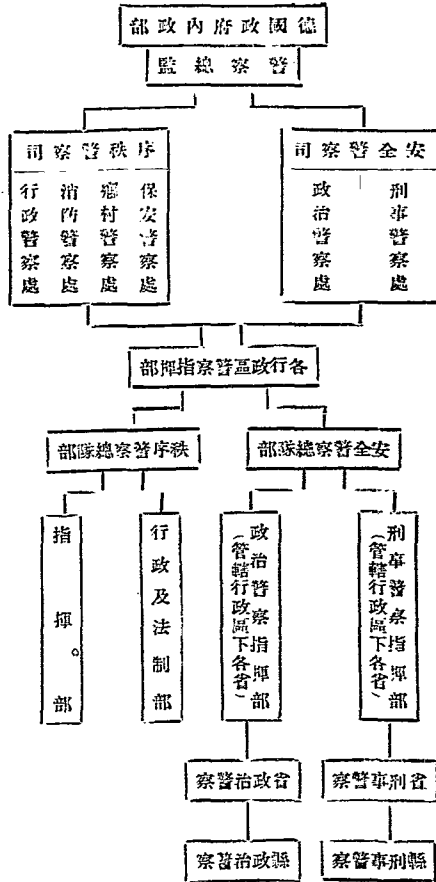 德國政府內政部
警察總監
安全警察司
刑事警察處
政治警察處
秩序警察司
保安警察處
鄉村警察處
消防警察處
行政警察處
各行政區警察指揮部
安全警察總隊部
秩序警察總隊部
刑事警察指揮部
(管轄行政區下各省)
政治警察指揮部
(管轄行政區下各省)
行政及法制部
指揮。部
省刑事警察
省政治警察
縣刑事警察
縣政治警察